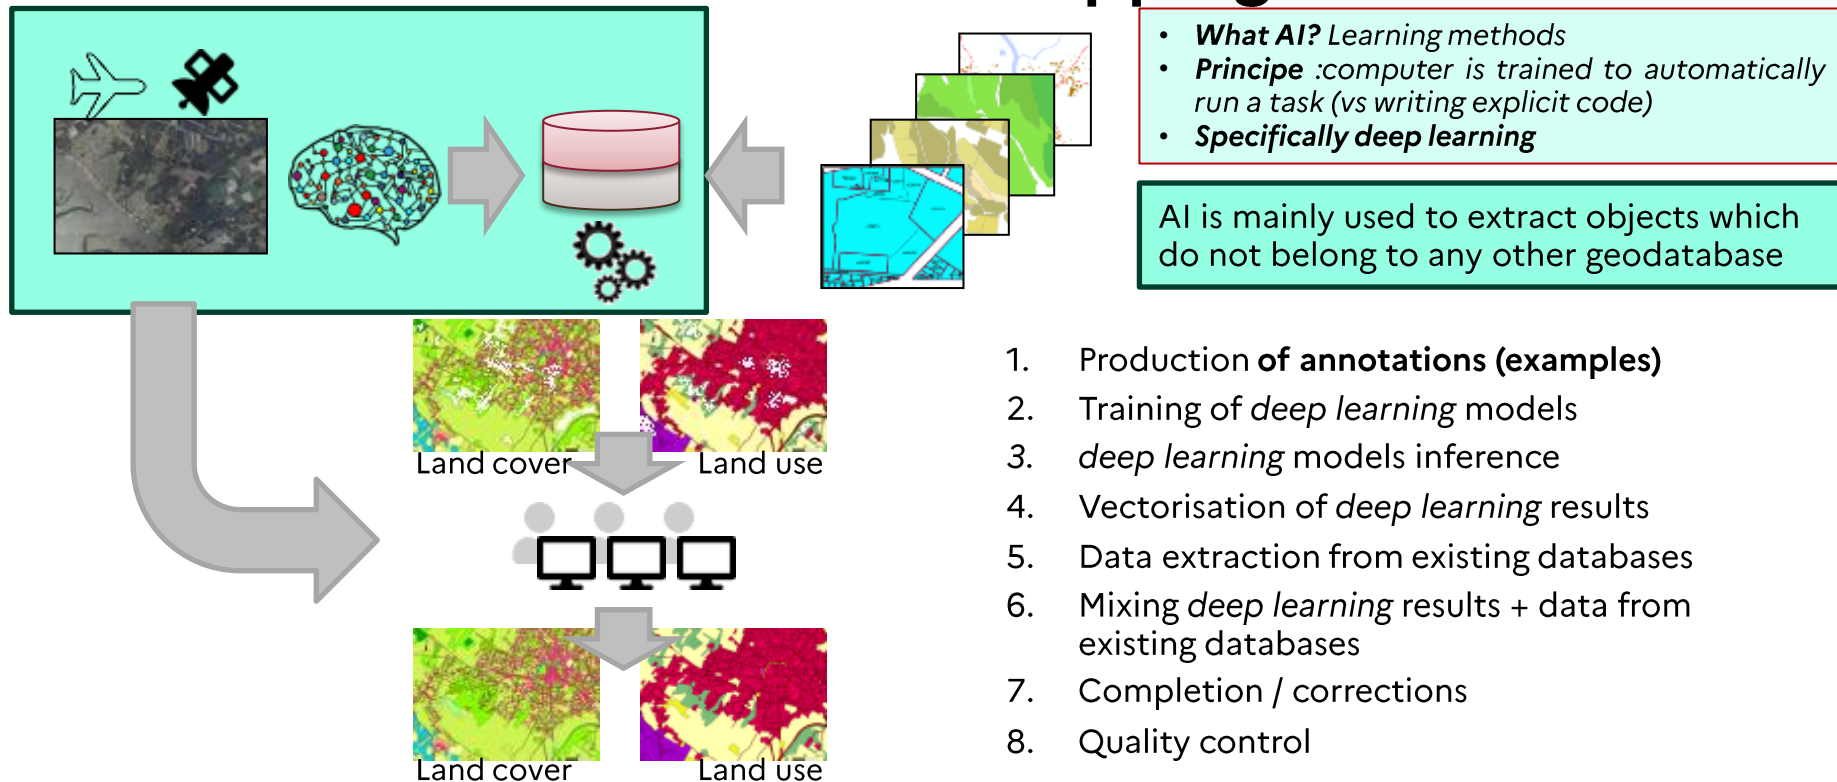 • What AI? Learning methods
• Principe :computer is trained to automatically
run a task (vs writing explicit code)
• Specifically deep learning
AI is mainly used to extract objects which
do not belong to any other geodatabase
Land cover
Land use
Land cover
Land use
1. Production of annotations (examples)
2. Training of deep learning models
3. deep learning models inference
4. Vectorisation of deep learning results
5. Data extraction from existing databases
6. Mixing deep learning results + data from
existing databases
7. Completion / corrections
8. Quality control